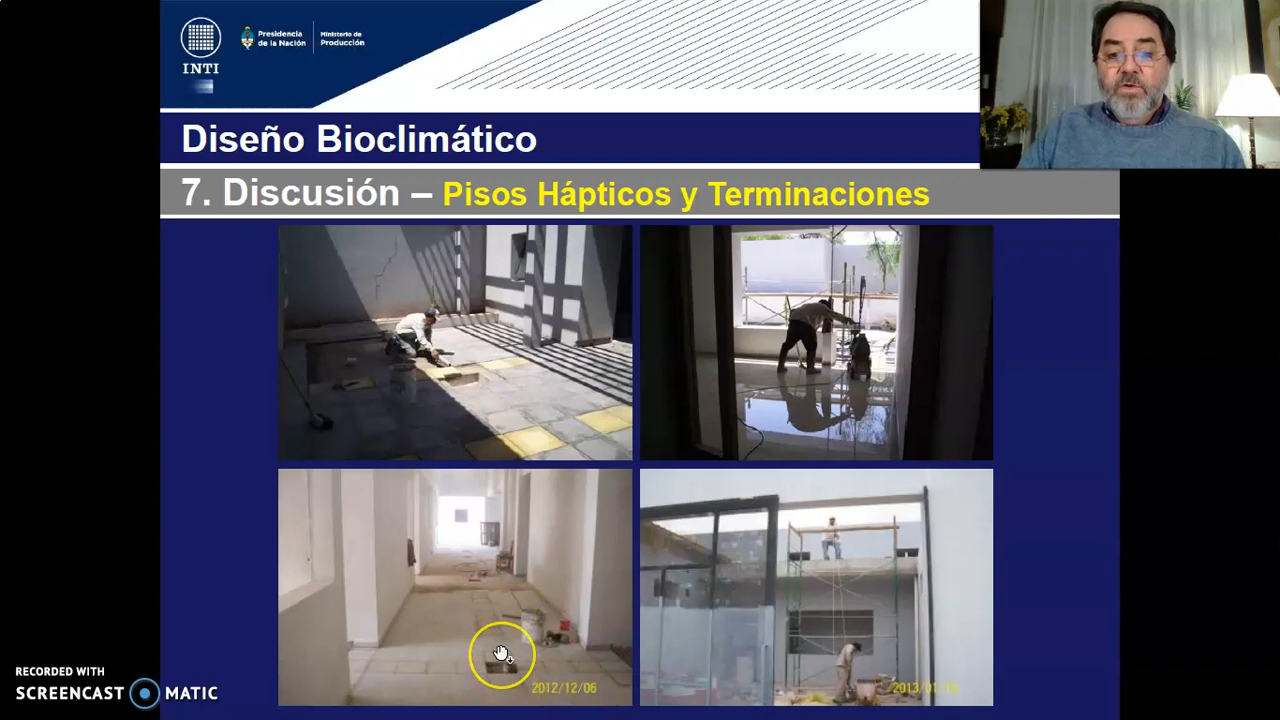 INTI
Presidencia
de la Nación
Ministerio de
Producción
Diseño Bioclimático
7. Discusión – Pisos Hápticos y Terminaciones
2012/12/06
RECORDED WITH
SCREENCAST MATIC